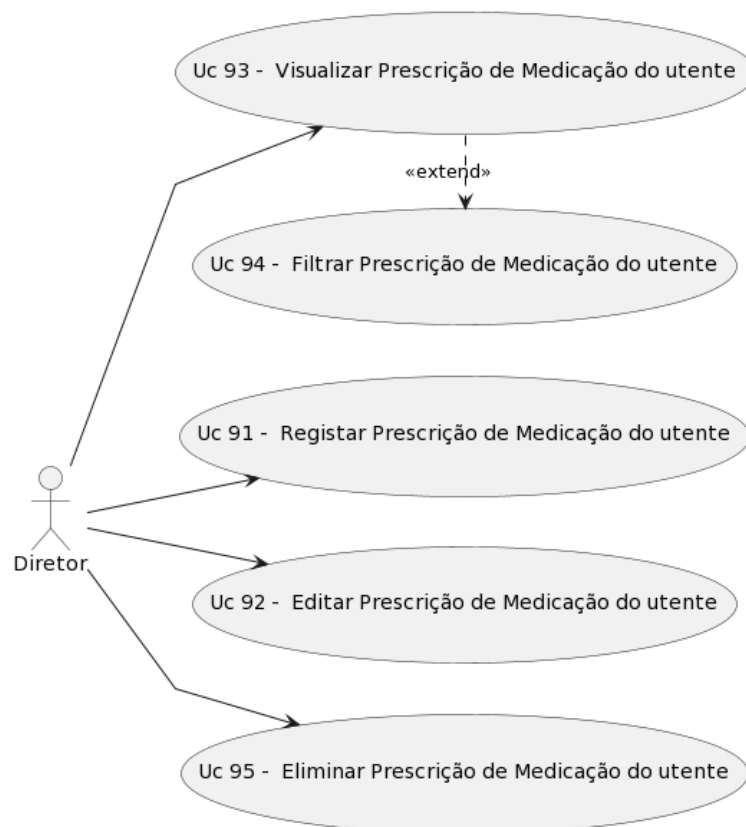 Uc 93 -  Visualizar Prescrição de Medicação do utente
«extend»
Uc 94 -  Filtrar Prescrição de Medicação do utente
Uc 91 -  Registar Prescrição de Medicação do utente
Diretor
Uc 92 -  Editar Prescrição de Medicação do utente
Uc 95 -  Eliminar Prescrição de Medicação do utente